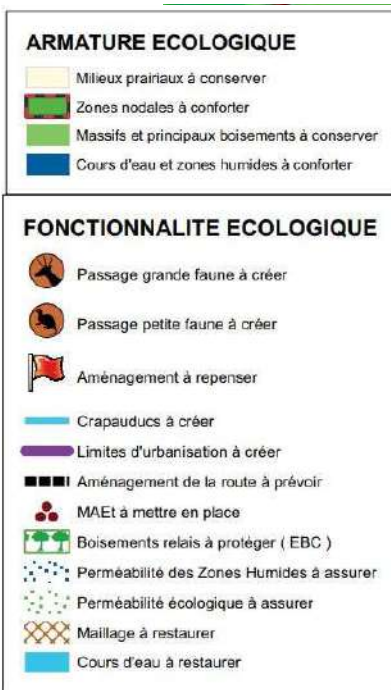 ARMATURE ECOLOGIQUE
Milieux prairiaux à conserver
Zones nodales à conforter
Massifs et principaux boisements à conserver
Cours d'eau et zones humides à conforter
FONCTIONNALITE ECOLOGIQUE
Passage grande faune à créer
Passage petite faune à créer
Aménagement à repenser
Crapauducs à créer
Limites d'urbanisation à créer
Aménagement de la route à prévoir
MAEt à mettre en place
Boisements relais à protéger ( EBC )
Perméabilité des Zones Humides à assurer
Perméabilité écologique à assurer
Maillage à restaurer
Cours d'eau à restaurer